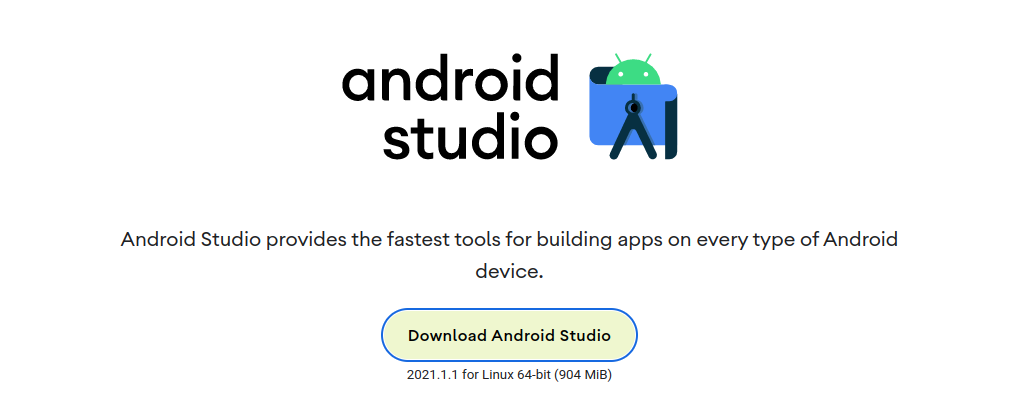 android
studio
Android Studio provides the fastest tools for building apps on every type of Android
device.
Download Android Studio
2021.1.1 for Linux 64-bit (904 MiB)